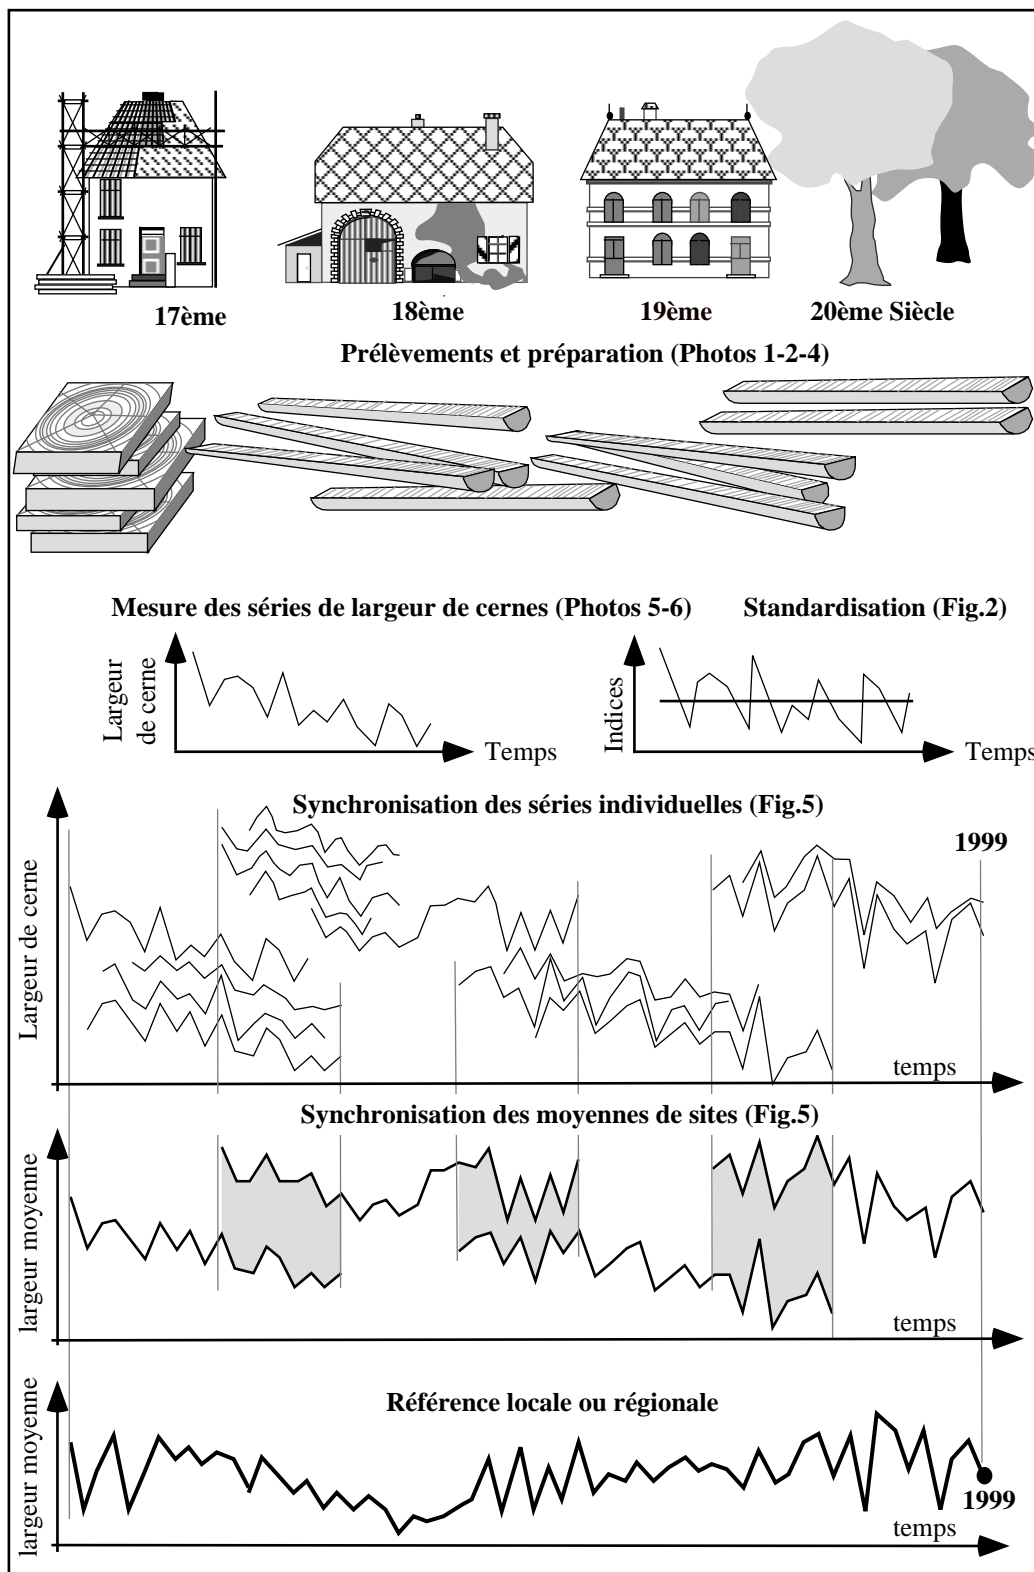 17ème
18ème
19ème
20ème Siècle
Prélèvements et préparation (Photos 1-2-4)
Mesure des séries de largeur de cernes (Photos 5-6)
Standardisation (Fig.2)
Largeur
de cerne
Temps
Indices
Temps
Synchronisation des séries individuelles (Fig.5)
1999
Largeur de cerne
temps
Synchronisation des moyennes de sites (Fig.5)
largeur moyenne
temps
Référence locale ou régionale
largeur moyenne
1999
temps